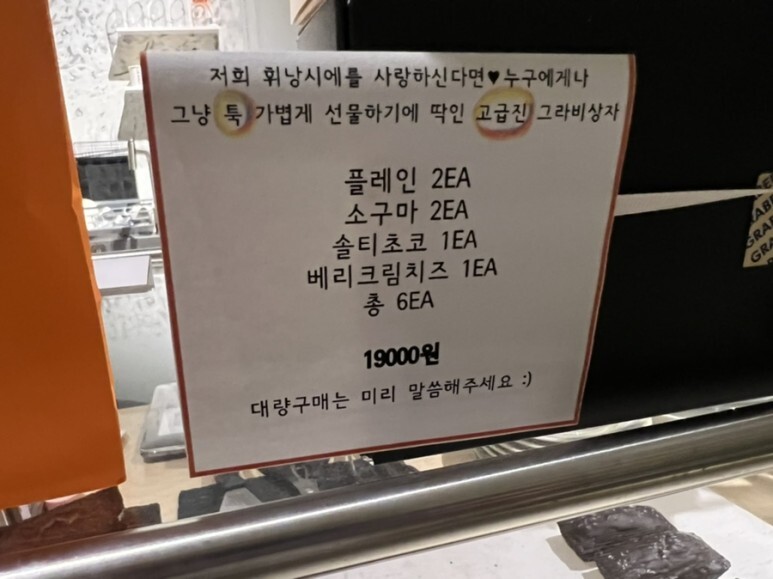 저희 휘낭시에를 사랑하신다면♥누구에게나
그냥 툭 가볍게 선물하기에 딱인 고급진 그라비상자
플레인 2EA
소구마 2EA
솔티초코 1EA
베리크림치즈 1EA
총 6EA
19000원
대량구매는 미리 말씀해주세요 :)